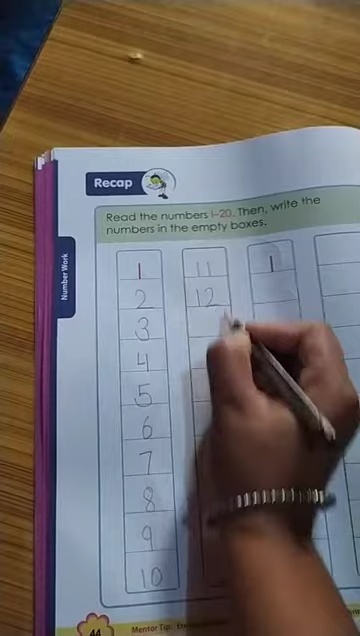 Recap
Read the numbers 1-20. Then, write the
numbers in the empty boxes.
Number Work
1 11 1
2 12
3
4
5
6
7
8
9
10
44
Mentor Tip: